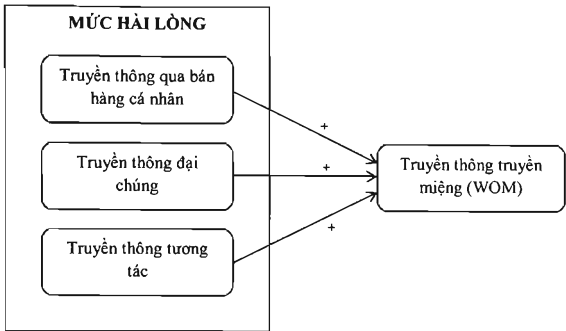 MỨC HÀI LÒNG
Truyền thông qua bán
hàng cá nhân
+
Truyền thông đại
chúng
+
Truyền thông truyền
miệng (WOM)
Truyền thông tương
tác
+